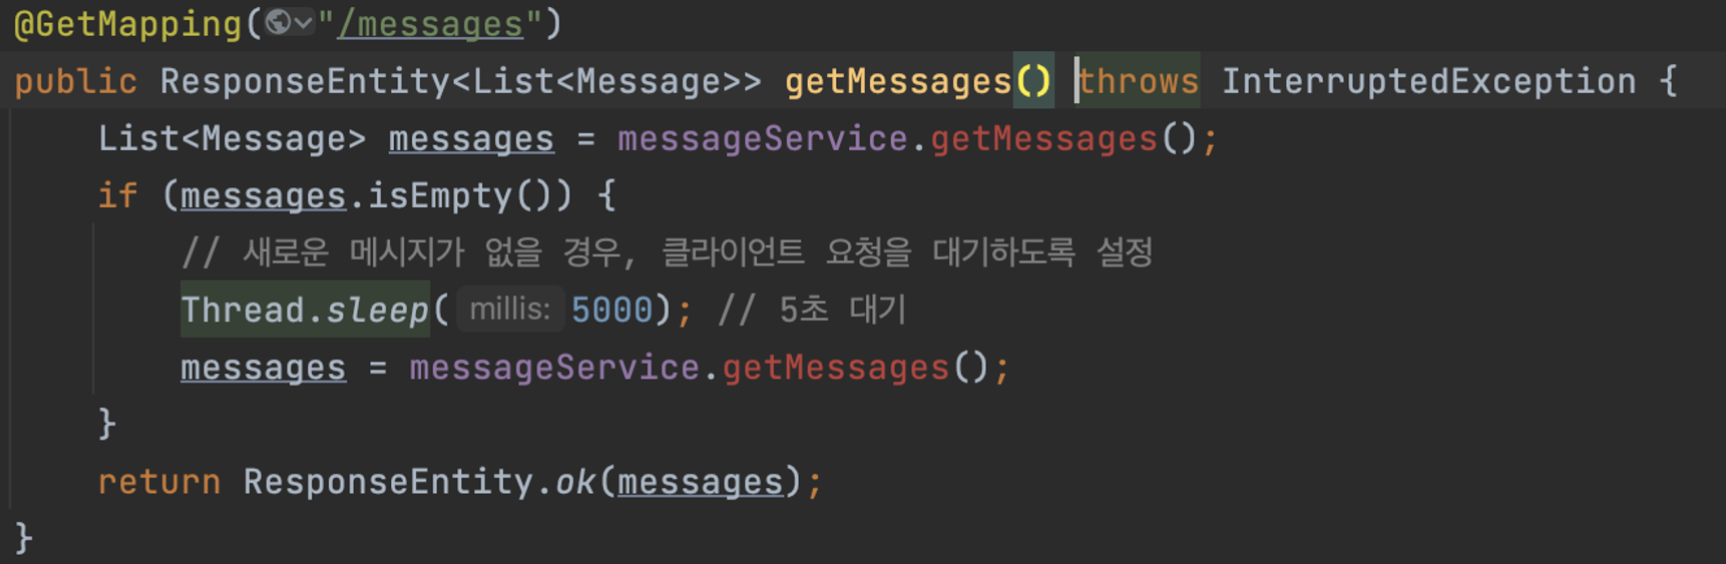 @GetMapping("/messages")
public ResponseEntity<List<Message>> getMessages() throws InterruptedException {
    List<Message> messages = messageService.getMessages();
    if (messages.isEmpty()) {
        // 새로운 메시지가 없을 경우, 클라이언트 요청을 대기하도록 설정
        Thread.sleep( millis: 5000); // 5초 대기
        messages = messageService.getMessages();
    }
    return ResponseEntity.ok(messages);
}